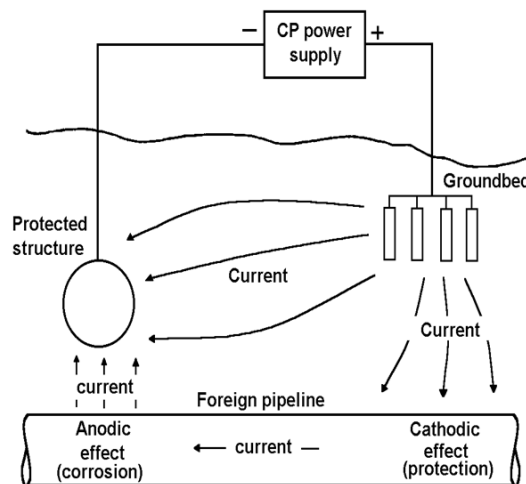 − CP power +
supply
Groundbed
Protected
structure
Current
Current
current
Foreign pipeline
Anodic
effect
(corrosion)
current
Cathodic
effect
(protection)